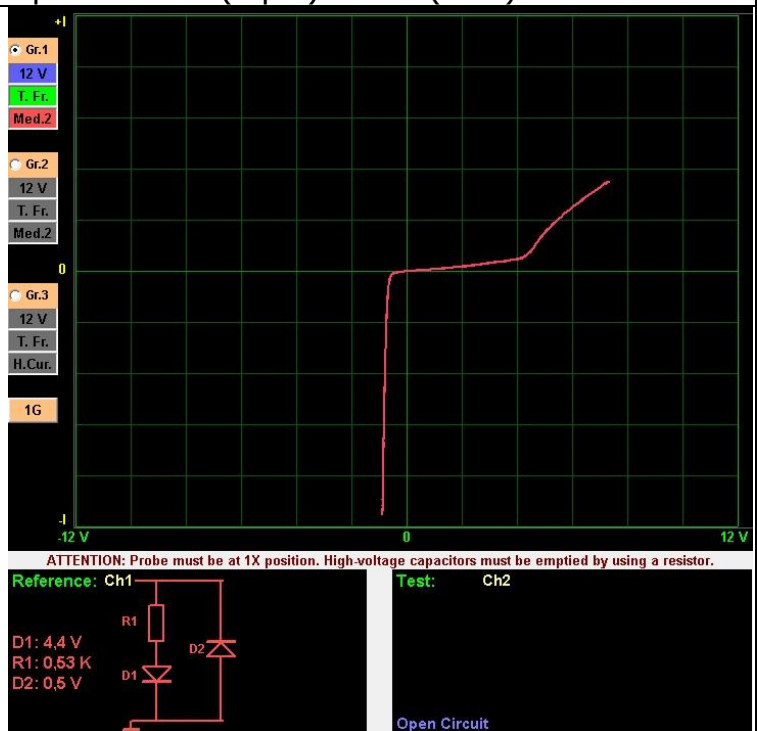 +I
Gr.1
12 V
T. Fr.
Med.2
Gr.2
12 V
T. Fr.
Med.2
0
Gr.3
12 V
T. Fr.
H.Cur.
1G
-I
-12 V 0 12 V
ATTENTION: Probe must be at 1X position. High-voltage capacitors must be emptied by using a resistor.
Reference: Ch1
R1
D1: 4,4 V
R1: 0,53 K
D2: 0,5 V
D2
D1
Test: Ch2
Open Circuit